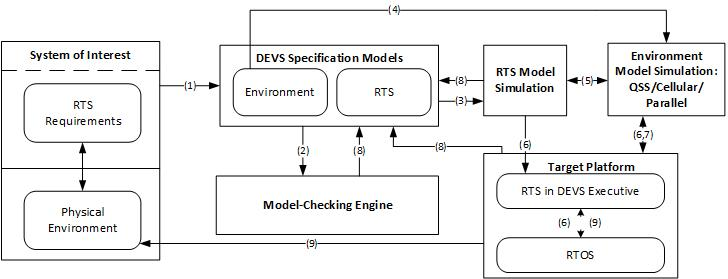 (4)
System of Interest
DEVS Specification Models
Environment
RTS
RTS Model
Simulation
Environment
Model Simulation:
QSS/Cellular/
Parallel
RTS
Requirements
(1)
(8)
(3)
(5)
(2)
(8)
(8)
(6)
(6,7)
Physical
Environment
Model-Checking Engine
Target Platform
RTS in DEVS Executive
(6)
(9)
RTOS
(9)